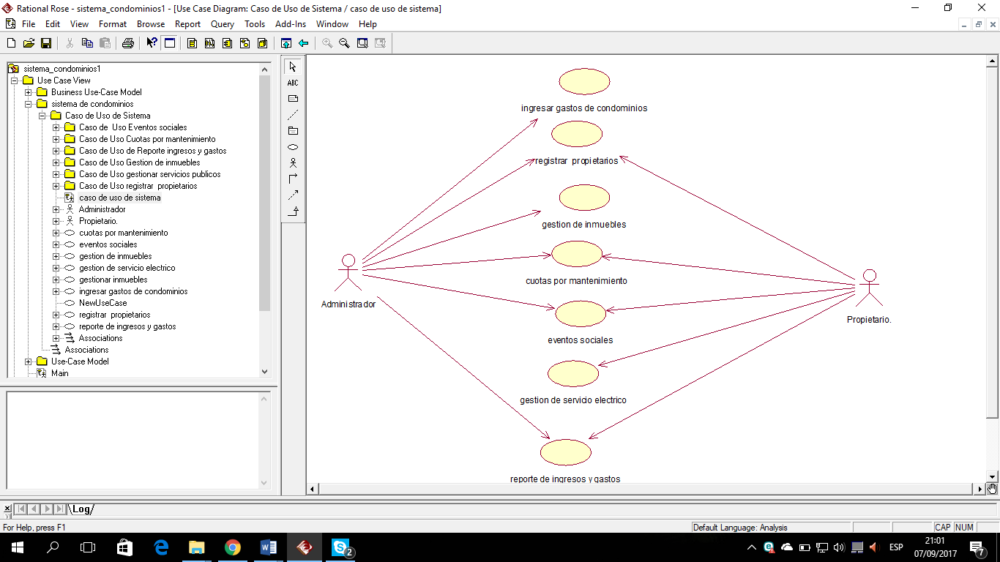 Rational Rose - sistema_condominios1 - [Use Case Diagram: Caso de Uso de Sistema / caso de uso de sistema]
File Edit View Format Browse Report Query Tools Add-Ins Window Help
sistema_condominios1
Use Case View
Business Use-Case Model
sistema de condominios
Caso de Uso de Sistema
Caso de  Uso Eventos sociales
Caso de Uso Cuotas por mantenimiento
Caso de Uso de Reporte ingresos y gastos
Caso de Uso Gestion de inmuebles
Caso de Uso gestionar servicios publicos
Caso de Uso registrar  propietarios
caso de uso de sistema
Administrador
Propietario.
cuotas por mantenimiento
eventos sociales
gestion de inmuebles
gestion de servicio electrico
gestionar inmuebles
ingresar gastos de condominios
NewUseCase
registrar  propietarios
reporte de ingresos y gastos
Associations
Associations
Use-Case Model
Main
ABC
ingresar gastos de condominios
registrar  propietarios
gestion de inmuebles
cuotas por mantenimiento
Administrador
Propietario.
eventos sociales
gestion de servicio electrico
reporte de ingresos y gastos
Log
For Help, press F1
Default Language: Analysis
CAP NUM
2
ESP
21:01
07/09/2017
7